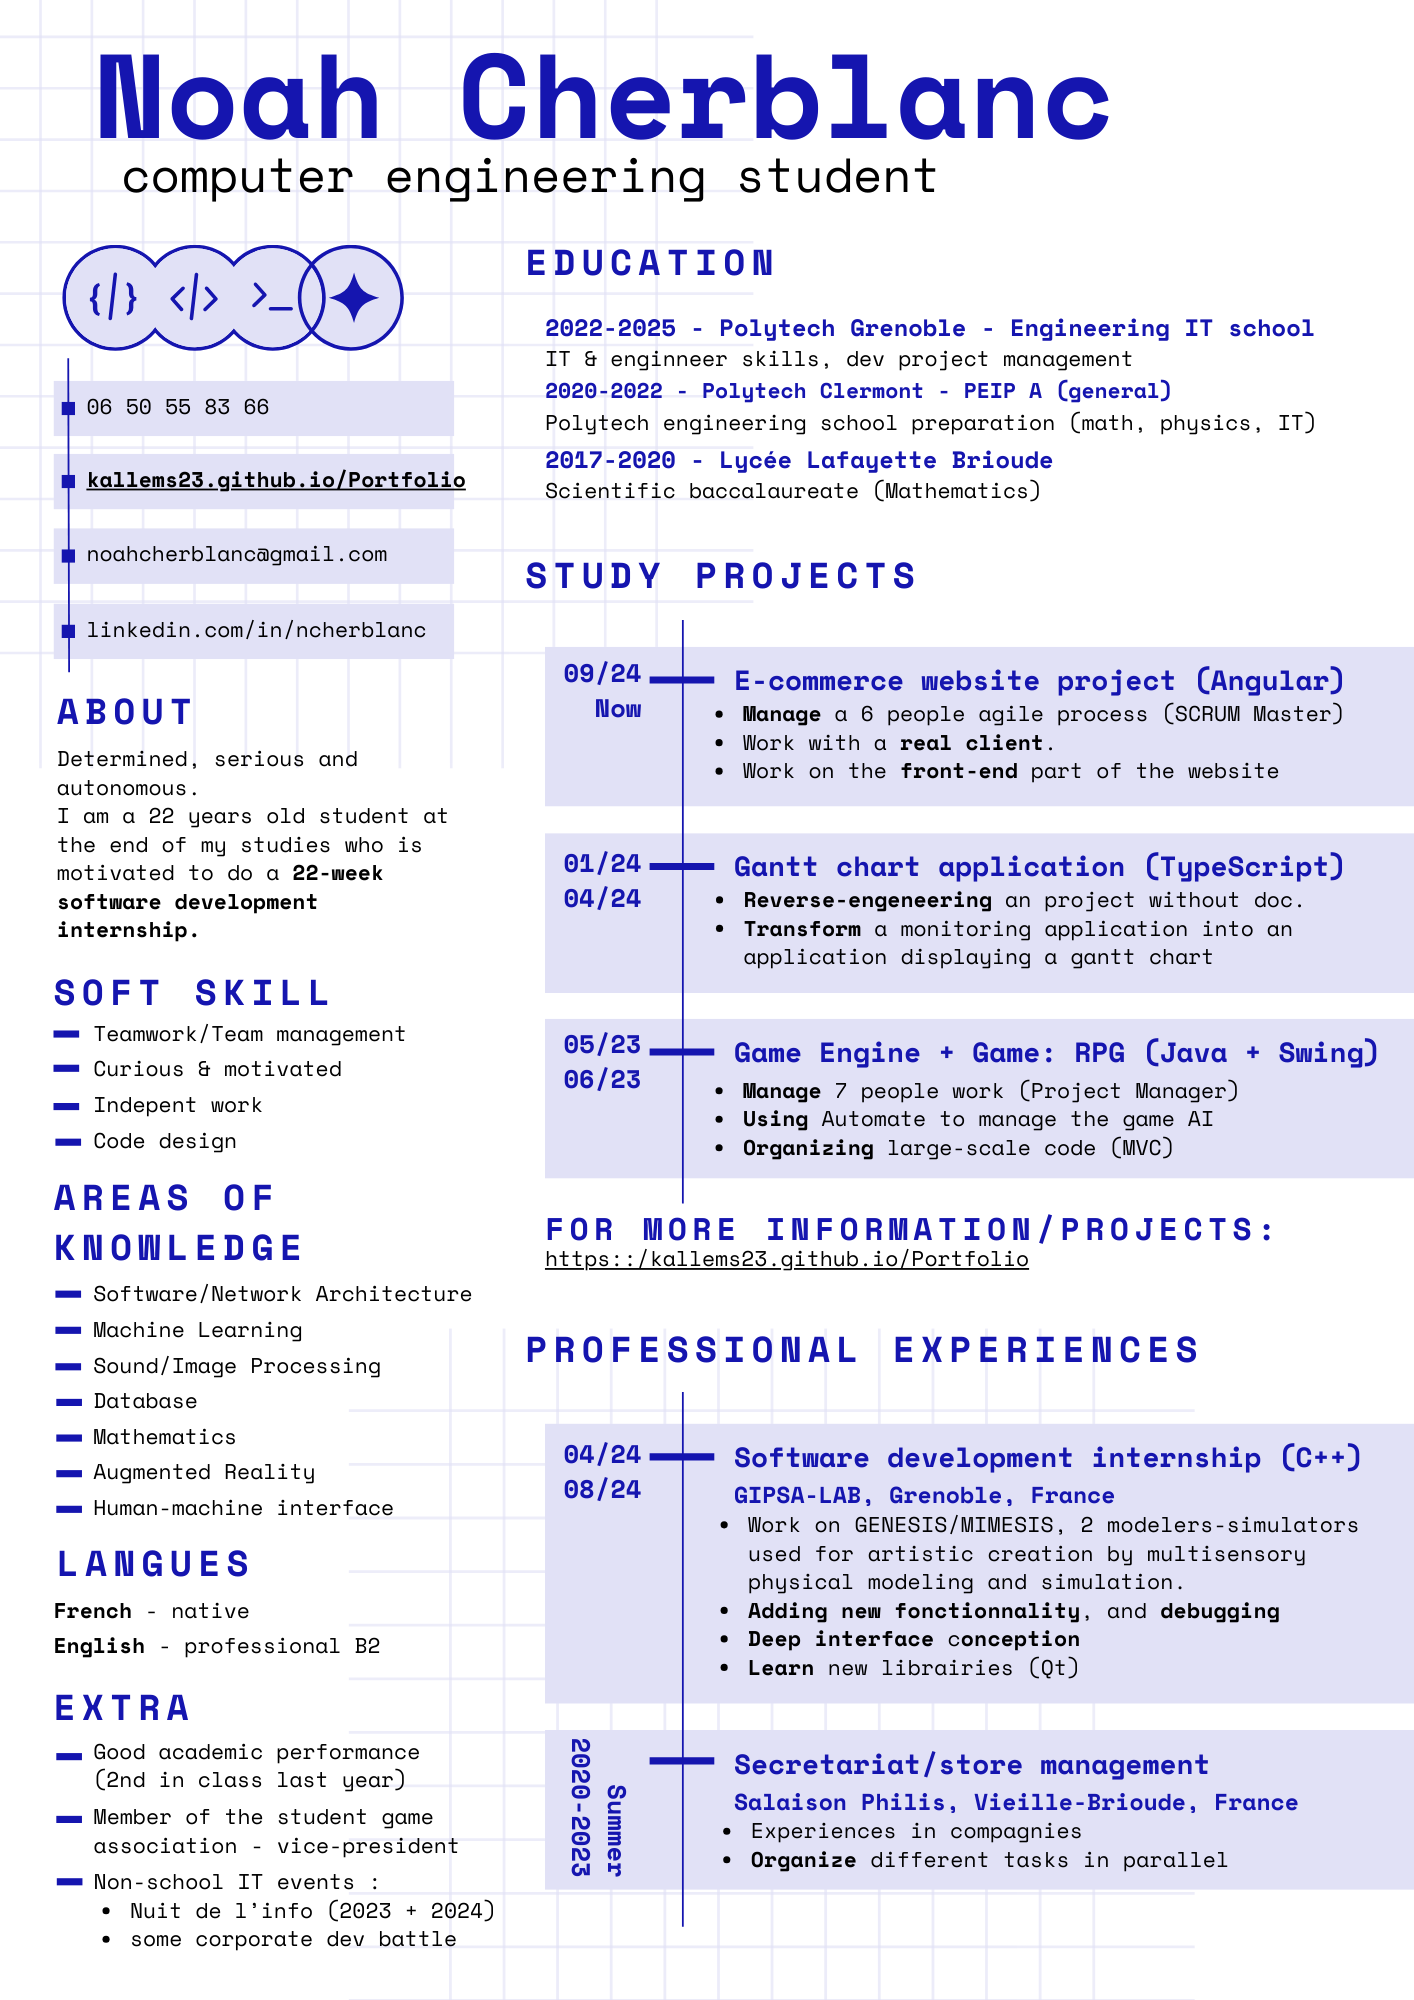 Noah Cherblanc
computer engineering student
{/} </> >_
06 50 55 83 66
kallems23.github.io/Portfolio
noahcherblanc@gmail.com
linkedin.com/in/ncherblanc
ABOUT
Determined, serious and
autonomous.
I am a 22 years old student at
the end of my studies who is
motivated to do a 22-week
software development
internship.
SOFT SKILL
Teamwork/Team management
Curious & motivated
Indepent work
Code design
AREAS OF
KNOWLEDGE
Software/Network Architecture
Machine Learning
Sound/Image Processing
Database
Mathematics
Augmented Reality
Human-machine interface
LANGUES
French - native
English - professional B2
EXTRA
Good academic performance
(2nd in class last year)
Member of the student game
association - vice-president
Non-school IT events :
• Nuit de l'info (2023 + 2024)
• some corporate dev battle
EDUCATION
2022-2025 - Polytech Grenoble - Engineering IT school
IT & enginneer skills, dev project management
2020-2022 - Polytech Clermont - PEIP A (general)
Polytech engineering school preparation (math, physics, IT)
2017-2020 - Lycée Lafayette Brioude
Scientific baccalaureate (Mathematics)
STUDY PROJECTS
09/24
Now
E-commerce website project (Angular)
• Manage a 6 people agile process (SCRUM Master)
• Work with a real client.
• Work on the front-end part of the website
01/24
04/24
Gantt chart application (TypeScript)
• Reverse-engeneering an project without doc.
• Transform a monitoring application into an
application displaying a gantt chart
05/23
06/23
Game Engine + Game: RPG (Java + Swing)
• Manage 7 people work (Project Manager)
• Using Automate to manage the game AI
• Organizing large-scale code (MVC)
FOR MORE INFORMATION/PROJECTS:
https::/kallems23.github.io/Portfolio
PROFESSIONAL EXPERIENCES
04/24
08/24
Software development internship (C++)
GIPSA-LAB, Grenoble, France
• Work on GENESIS/MIMESIS, 2 modelers-simulators
used for artistic creation by multisensory
physical modeling and simulation.
• Adding new fonctionnality, and debugging
• Deep interface conception
• Learn new librairies (Qt)
Summer
2020-2023
Secretariat/store management
Salaison Philis, Vieille-Brioude, France
• Experiences in compagnies
• Organize different tasks in parallel